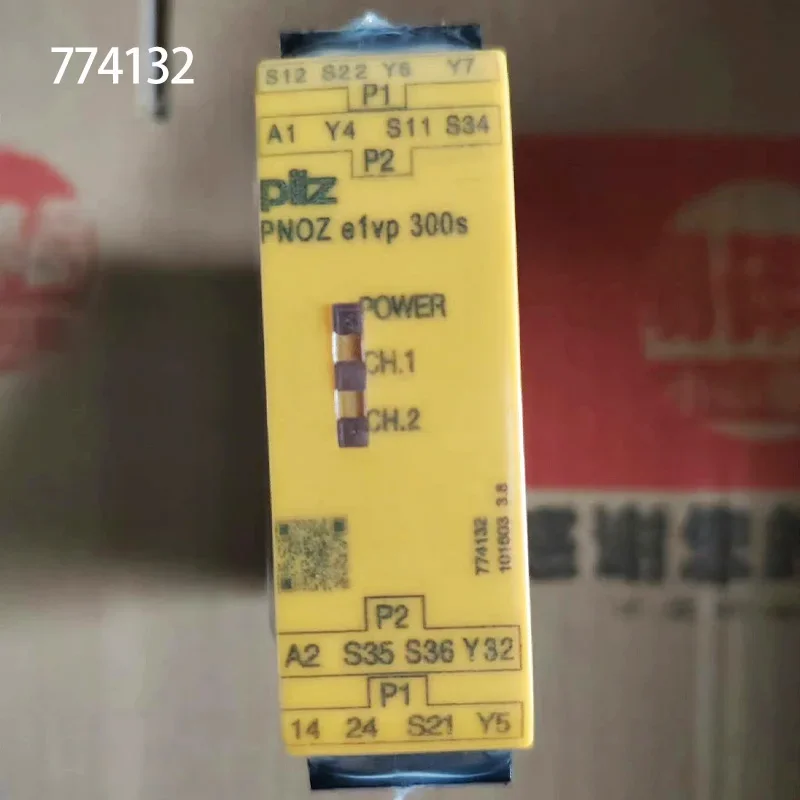 774132
S12 S22 Y6 Y7
P1
A1 Y4 S11 S34
P2
pilz
PNOZ e1vp 300s
POWER
CH.1
CH.2
774132
101603 3.8
P2
A2 S35 S36 Y32
P1
14 24 S21 Y5